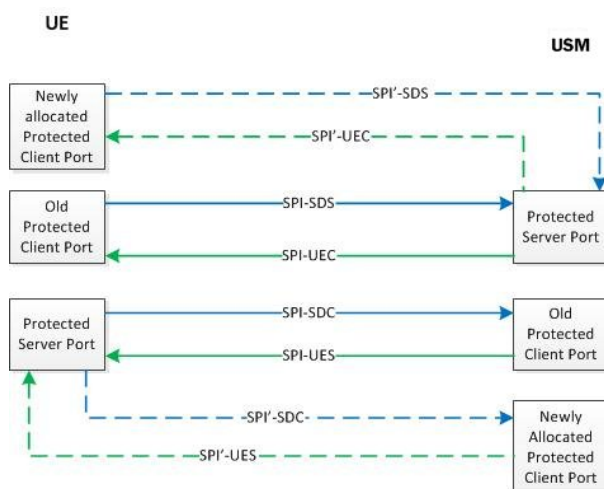 UE
USM
SPI'-SDS
Newly
allocated
Protected
Client Port
SPI'-UEC
Old
Protected
Client Port
SPI-SDS
SPI-UEC
Protected
Server Port
Protected
Server Port
SPI-SDC
SPI-UES
Old
Protected
Client Port
SPI'-SDC-
SPI'-UES
Newly
Allocated
Protected
Client Port